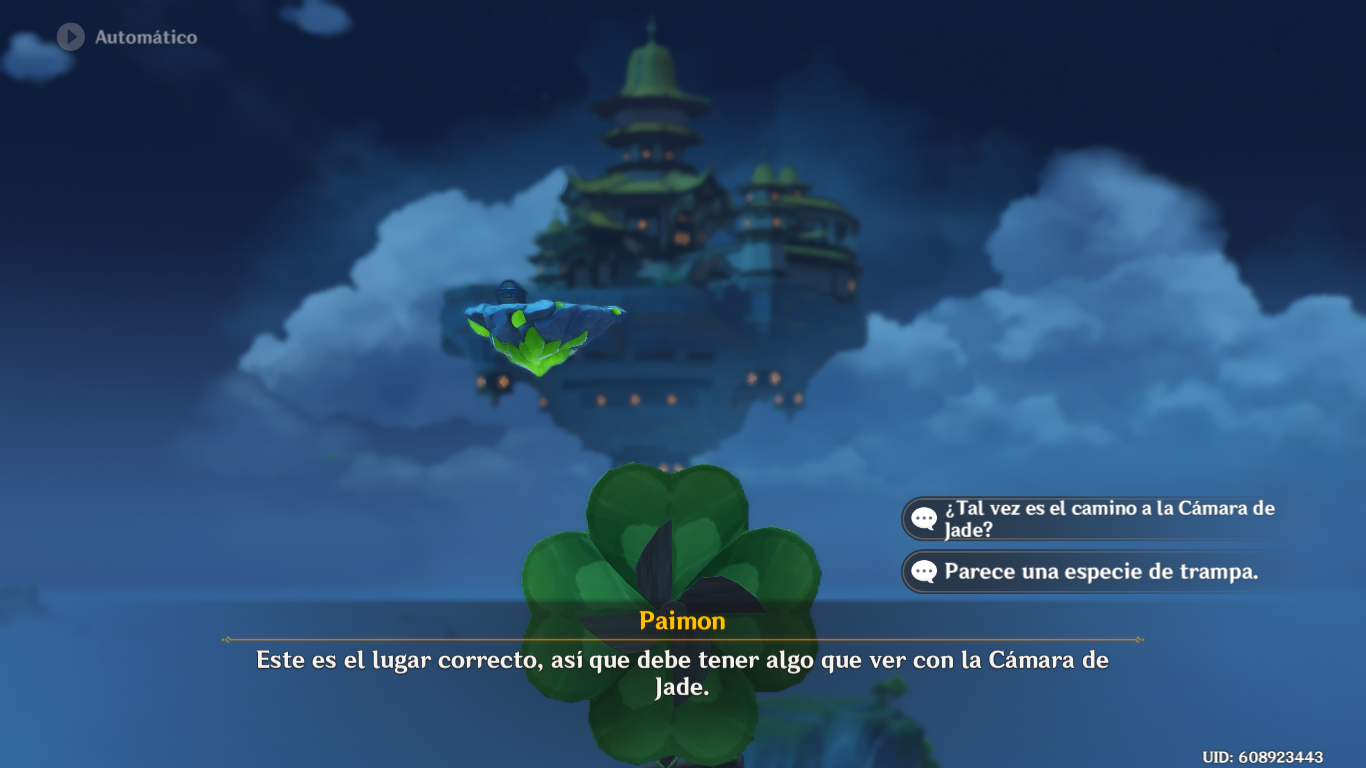 Automático
¿Tal vez es el camino a la Cámara de
Jade?
Parece una especie de trampa.
Paimon
Este es el lugar correcto, así que debe tener algo que ver con la Cámara de
Jade.
UID: 608923443